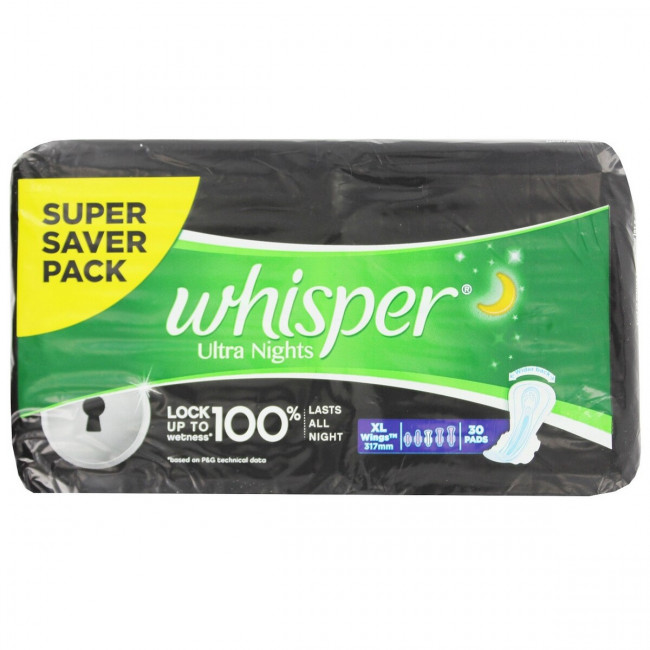 SUPER
SAVER
PACK
whisper®
Ultra Nights
LOCK
UP TO
wetness*
100%
LASTS
ALL
NIGHT
*based on P&G technical data
XL
Wings™
317mm
30
PADS